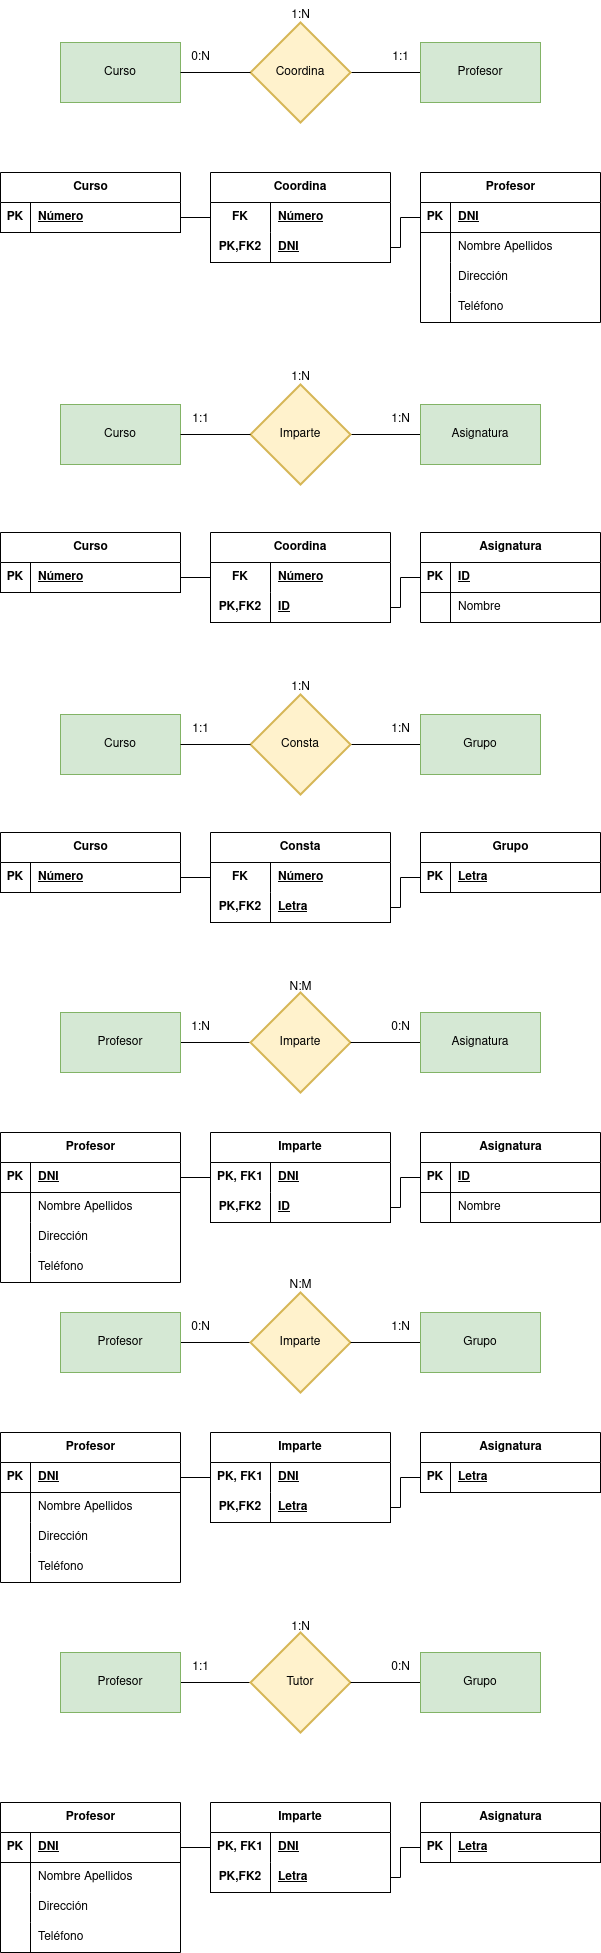 1:N
0:N
1:1
Curso
Coordina
Profesor
Curso
Coordina
Profesor
PK
Número
FK
Número
PK
DNI
PK,FK2
DNI
Nombre Apellidos
Dirección
Teléfono
1:N
1:1
1:N
Curso
Imparte
Asignatura
Curso
Coordina
Asignatura
PK
Número
FK
Número
PK
ID
PK,FK2
ID
Nombre
1:N
1:1
1:N
Curso
Consta
Grupo
Curso
Consta
Grupo
PK
Número
FK
Número
PK
Letra
PK,FK2
Letra
N:M
1:N
0:N
Profesor
Imparte
Asignatura
Profesor
Imparte
Asignatura
PK
DNI
PK, FK1
DNI
PK
ID
Nombre Apellidos
PK,FK2
ID
Nombre
Dirección
Teléfono
N:M
0:N
1:N
Profesor
Imparte
Grupo
Profesor
Imparte
Asignatura
PK
DNI
PK, FK1
DNI
PK
Letra
Nombre Apellidos
PK,FK2
Letra
Dirección
Teléfono
1:N
1:1
0:N
Profesor
Tutor
Grupo
Profesor
Imparte
Asignatura
PK
DNI
PK, FK1
DNI
PK
Letra
Nombre Apellidos
PK,FK2
Letra
Dirección
Teléfono